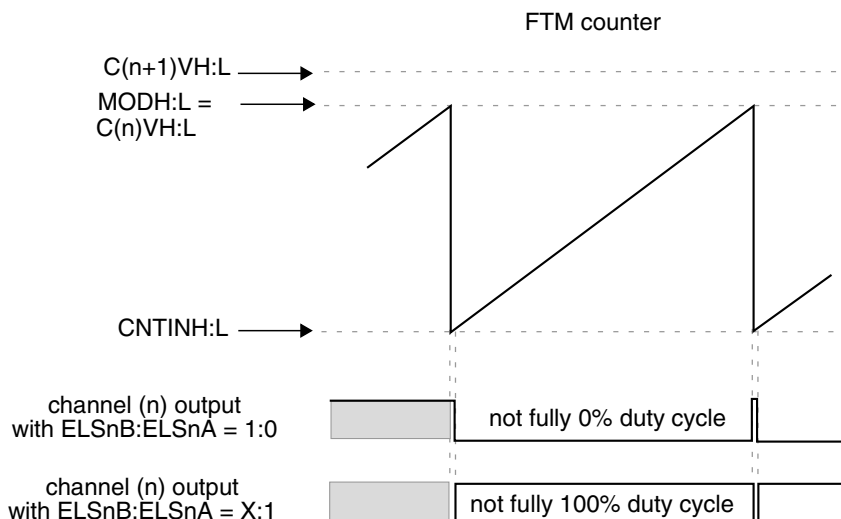 FTM counter
C(n+1)VH:L
MODH:L =
C(n)VH:L
CNTINH:L
channel (n) output
with ELSnB:ELSnA = 1:0
not fully 0% duty cycle
channel (n) output
with ELSnB:ELSnA = X:1
not fully 100% duty cycle